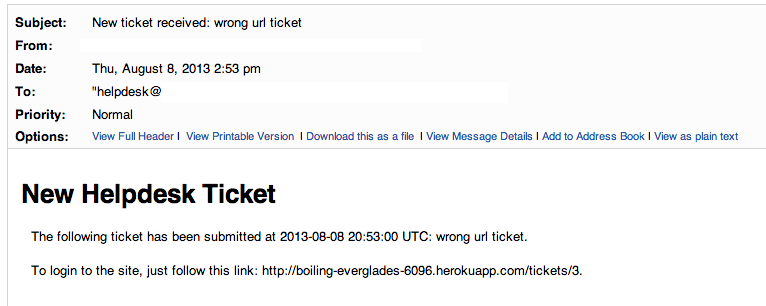 Subject: New ticket received: wrong url ticket
From:
Date: Thu, August 8, 2013 2:53 pm
To: "helpdesk@
Priority: Normal
Options: View Full Header | View Printable Version | Download this as a file | View Message Details | Add to Address Book | View as plain text
New Helpdesk Ticket
The following ticket has been submitted at 2013-08-08 20:53:00 UTC: wrong url ticket.
To login to the site, just follow this link: http://boiling-everglades-6096.herokuapp.com/tickets/3.